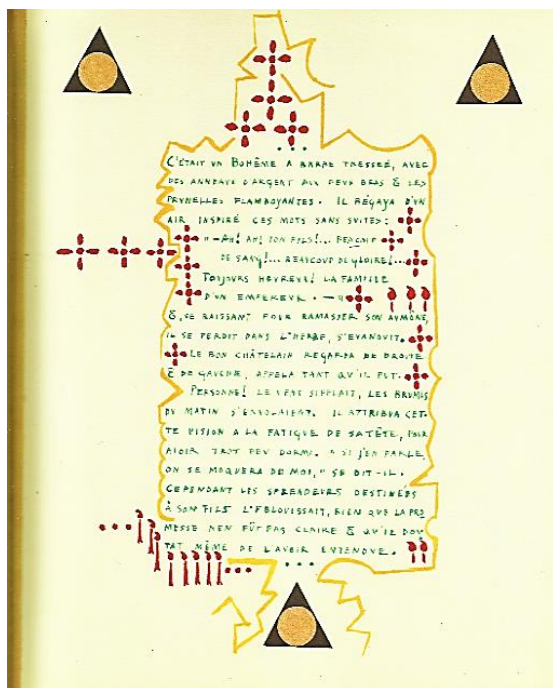 C'ÉTAIT UN BOHÊME A BARBE TRESSÉE, AVEC
DES ANNEAUX D'ARGENT AUX DEUX BRAS & LES
PRUNELLES FLAMBOYANTES. IL BÉGAYA D'UN
AIR INSPIRÉ CES MOTS SANS SUITES:
"—AH! AH! TON FILS!... BEAUCOUP
DE SANG!... BEAUCOUP DE GLOIRE!...
TOUJOURS HEUREUX! LA FAMILLE
D'UN EMPEREUR. —"
&, SE BAISSANT POUR RAMASSER SON AUMÔNE,
IL SE PERDIT DANS L'HERBE, S'ÉVANOUIT.
LE BON CHÂTELAIN REGARDA DE DROITE
& DE GAUCHE, APPELA TANT QU'IL PUT.
PERSONNE! LE VENT SIFFLAIT, LES BRUMES
DU MATIN S'ENVOLAIENT. IL ATTRIBUA CET-
TE VISION A LA FATIGUE DE SA TÊTE, POUR
AVOIR TROP PEU DORMI. "SI J'EN PARLE,
ON SE MOQUERA DE MOI," SE DIT-IL.
CEPENDANT LES SPLENDEURS DESTINÉES
À SON FILS L'ÉBLOUISSAIT, BIEN QUE LA PRO
MESSE N'EN FÛT PAS CLAIRE & QU'IL DOU
TAT MÊME DE L'AVOIR ENTENDUE.